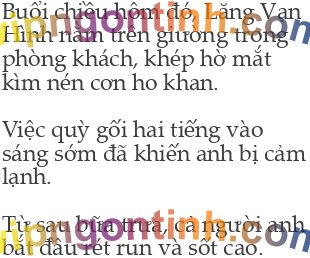 Buổi chiều hôm đó, Lăng Vạn
Hình nằm trên giường trong
phòng khách, khép hờ mắt
kìm nén cơn ho khan.
Việc quỳ gối hai tiếng vào
sáng sớm đã khiến anh bị cảm
lạnh.
Từ sau bữa trưa, cả người anh
bắt đầu rét run và sốt cao.